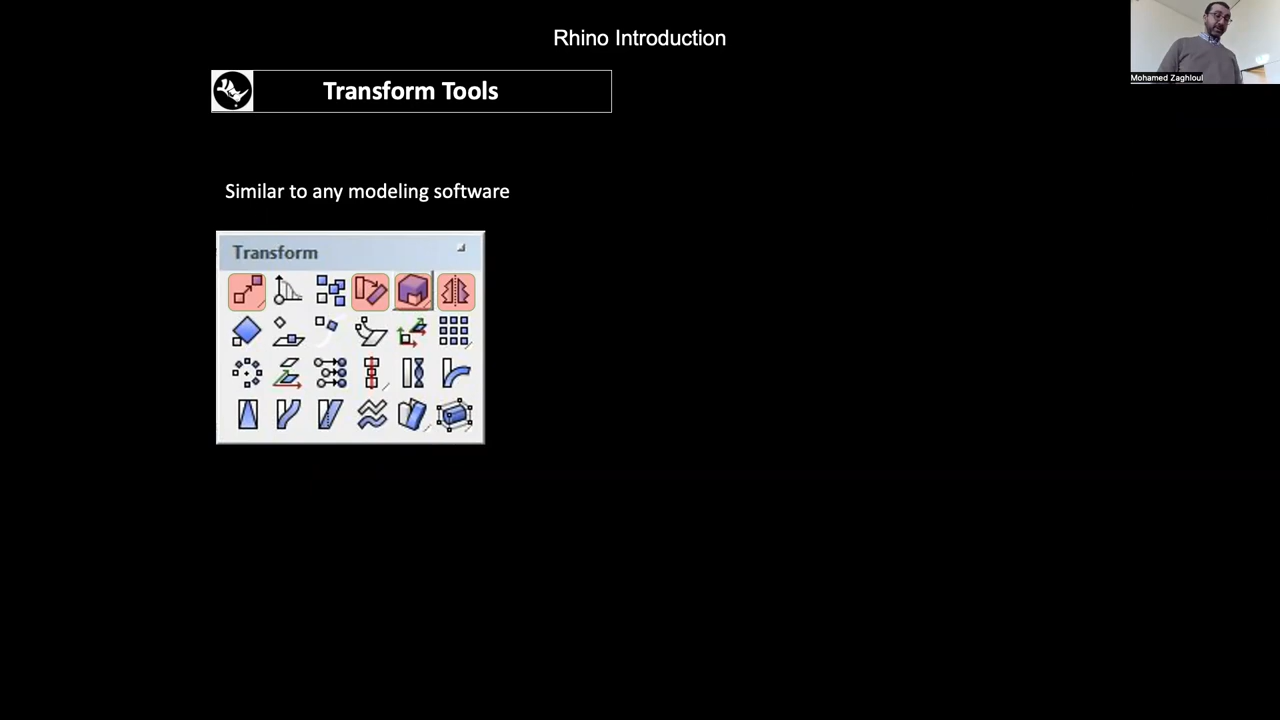 Rhino Introduction
Mohamed Zaghloul
Transform Tools
Similar to any modeling software
Transform